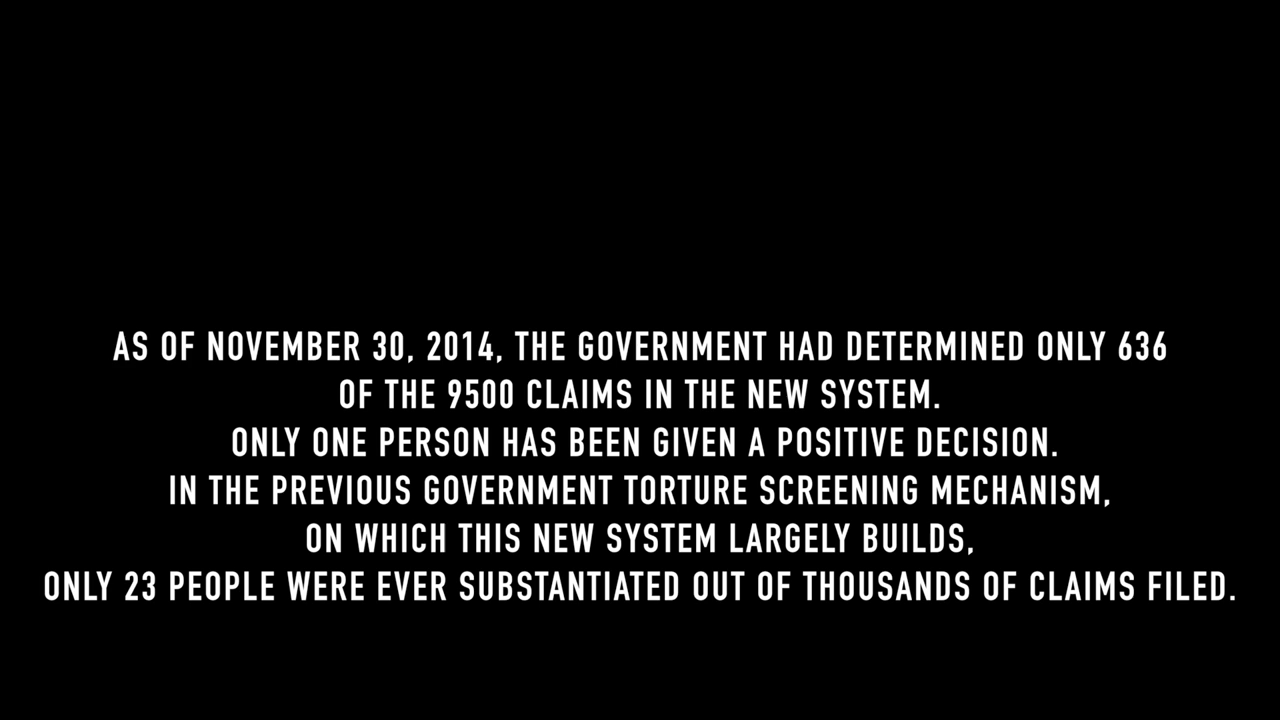 AS OF NOVEMBER 30, 2014, THE GOVERNMENT HAD DETERMINED ONLY 636
OF THE 9500 CLAIMS IN THE NEW SYSTEM.
ONLY ONE PERSON HAS BEEN GIVEN A POSITIVE DECISION.
IN THE PREVIOUS GOVERNMENT TORTURE SCREENING MECHANISM,
ON WHICH THIS NEW SYSTEM LARGELY BUILDS,
ONLY 23 PEOPLE WERE EVER SUBSTANTIATED OUT OF THOUSANDS OF CLAIMS FILED.